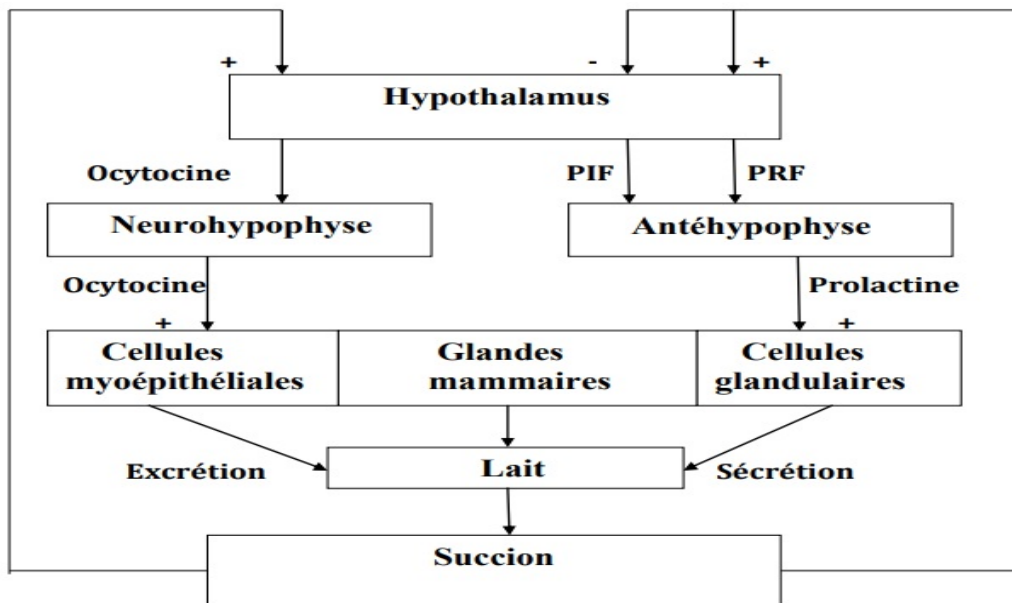 + - +
Hypothalamus
Ocytocine PIF PRF
Neurohypophyse Antéhypophyse
Ocytocine Prolactine
+ +
Cellules Glandes Cellules
myoépithéliales mammaires glandulaires
Excrétion Lait Sécrétion
Succion